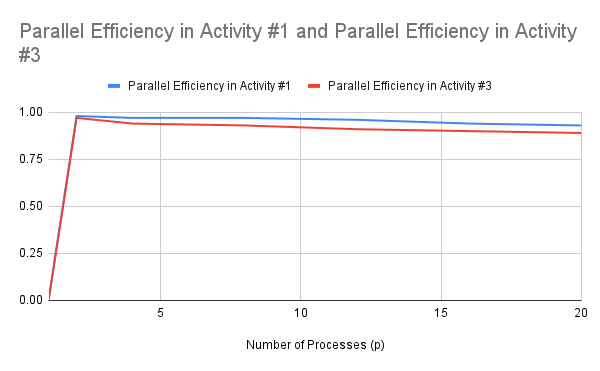 Parallel Efficiency in Activity #1 and Parallel Efficiency in Activity
#3
Parallel Efficiency in Activity #1
Parallel Efficiency in Activity #3
1.00
0.75
0.50
0.25
0.00
5
10
15
20
Number of Processes (p)